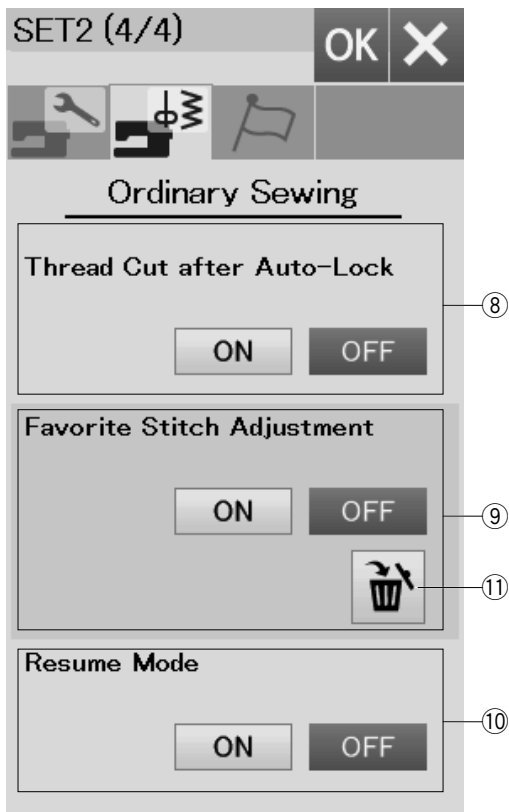 SET2 (4/4)
OK
Ordinary Sewing
Thread Cut after Auto-Lock
ON OFF
⑧
Favorite Stitch Adjustment
ON OFF
⑨
⑪
Resume Mode
ON OFF
⑩